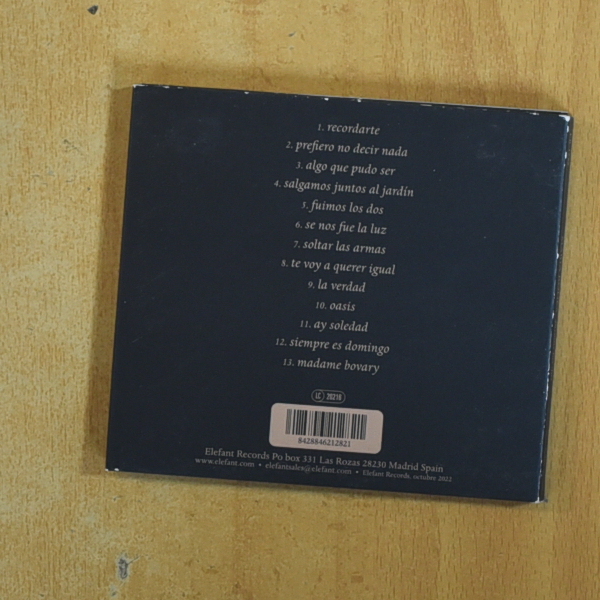 1. recordarte
2. prefiero no decir nada
3. algo que pudo ser
4. salgamos juntos al jardín
5. fuimos los dos
6. se nos fue la luz
7. soltar las armas
8. te voy a querer igual
9. la verdad
10. oasis
11. ay soledad
12. siempre es domingo
13. madame bovary
LC 28216
8428846212821
Elefant Records Po box 331 Las Rozas 28230 Madrid Spain
www.elefant.com • elefantsales@elefant.com • Elefant Records, octubre 2022